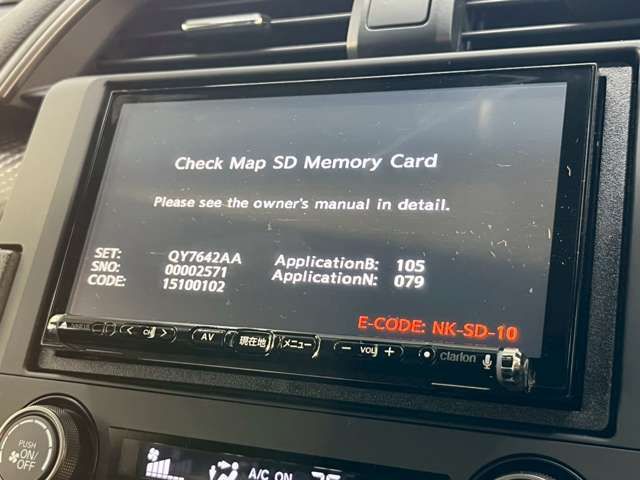 Check Map SD Memory Card
Please see the owner's manual in detail.
SET: QY7642AA ApplicationB: 105
SNO: 00002571 ApplicationN: 079
CODE: 15100102
E-CODE: NK-SD-10
CH AV 現在地 メニュー − VOL + clarion
PUSH
ON/
OFF
A/C ON